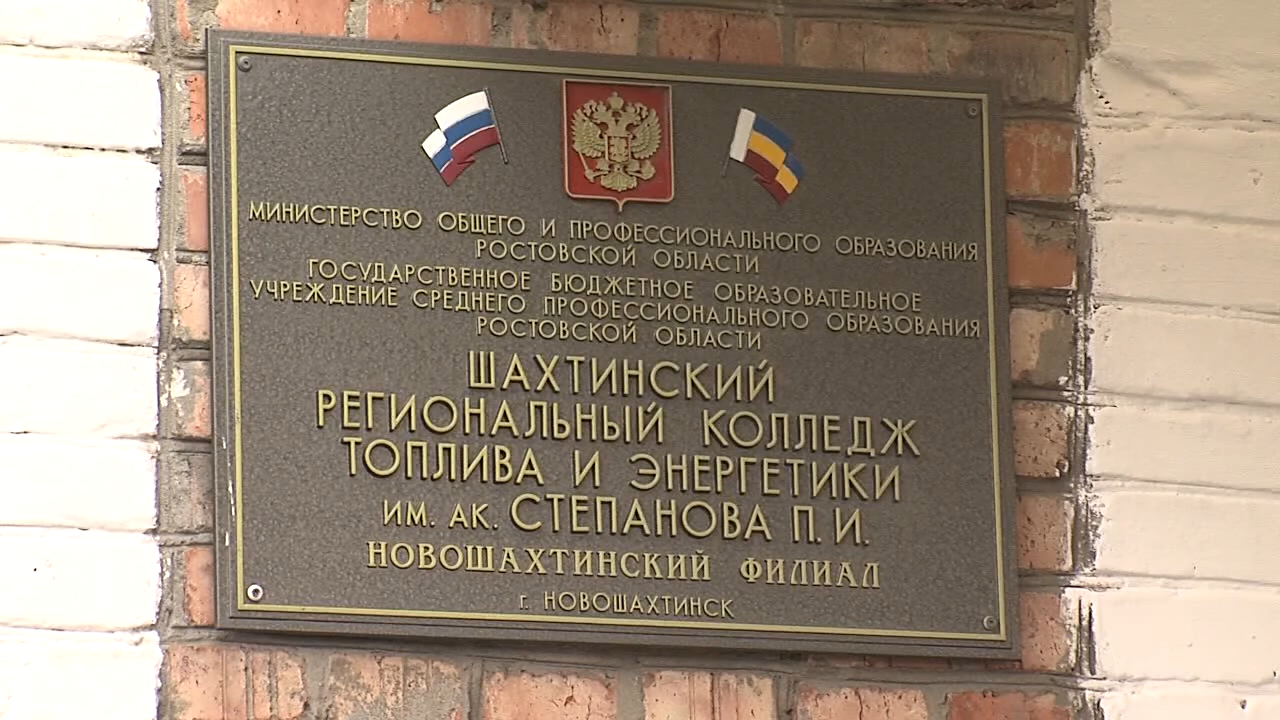 МИНИСТЕРСТВО ОБЩЕГО И ПРОФЕССИОНАЛЬНОГО ОБРАЗОВАНИЯ
РОСТОВСКОЙ ОБЛАСТИ
ГОСУДАРСТВЕННОЕ БЮДЖЕТНОЕ ОБРАЗОВАТЕЛЬНОЕ
УЧРЕЖДЕНИЕ СРЕДНЕГО ПРОФЕССИОНАЛЬНОГО ОБРАЗОВАНИЯ
РОСТОВСКОЙ ОБЛАСТИ
ШАХТИНСКИЙ
РЕГИОНАЛЬНЫЙ КОЛЛЕДЖ
ТОПЛИВА И ЭНЕРГЕТИКИ
ИМ. АК. СТЕПАНОВА П.И.
НОВОШАХТИНСКИЙ ФИЛИАЛ
г. НОВОШАХТИНСК